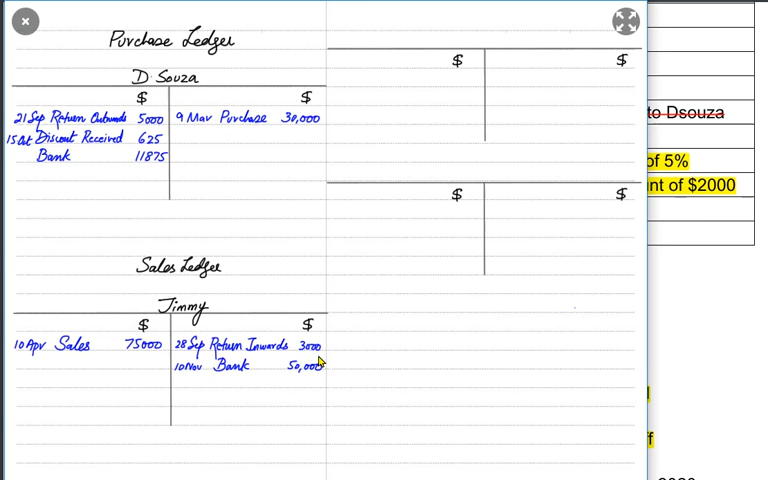 Purchase Ledger
D Souza
$ $
21 Sep Return Outwards 5000 9 Mar Purchase 30,000
15 Oct Discount Received 625
Bank 11875
Sales Ledger
Jimmy
$ $
10 Apr Sales 75000 28 Sep Return Inwards 3000
10 Nov Bank 50,000
$ $
$ $
to Dsouza
of 5%
nt of $2000